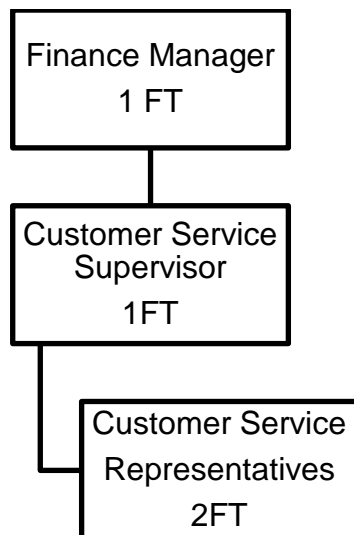 Finance Manager
1 FT
Customer Service
Supervisor
1FT
Customer Service
Representatives
2FT